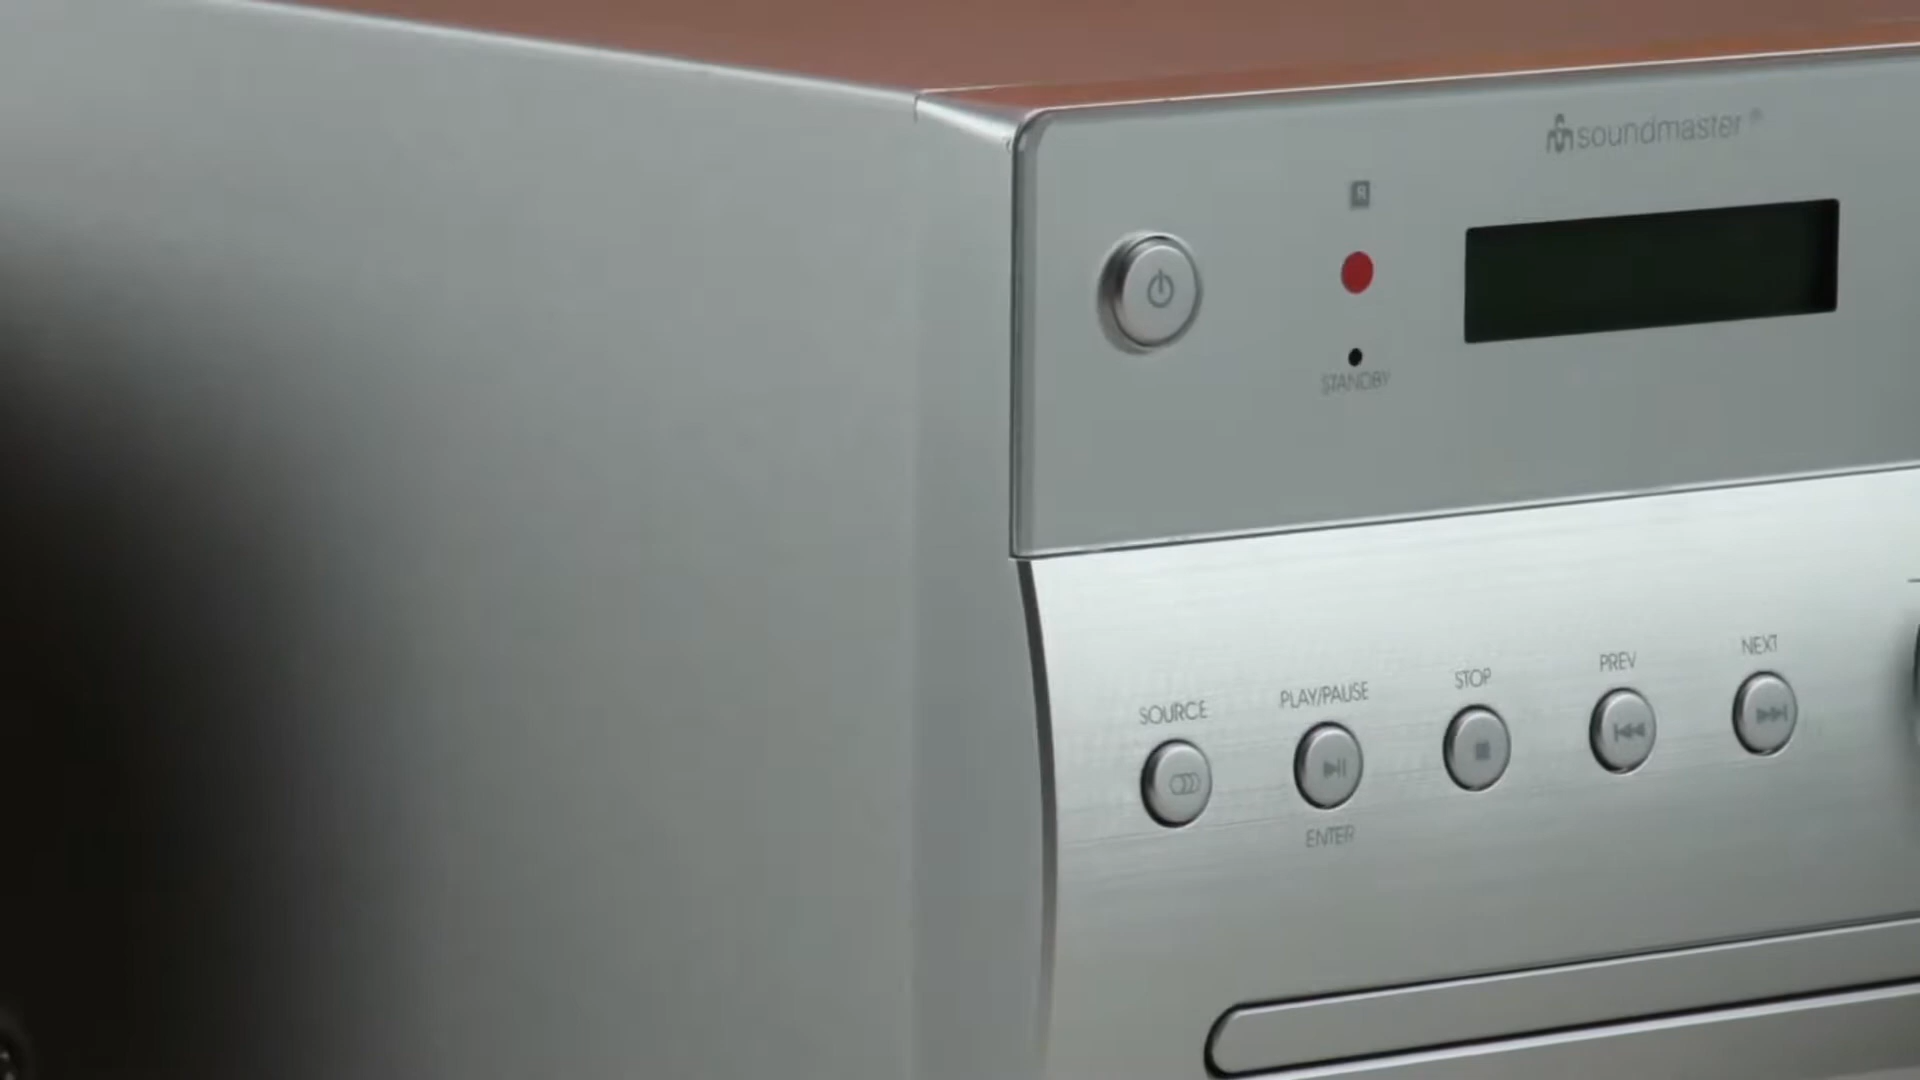 soundmaster®
STANDBY
SOURCE
PLAY/PAUSE
STOP
PREV
NEXT
ENTER